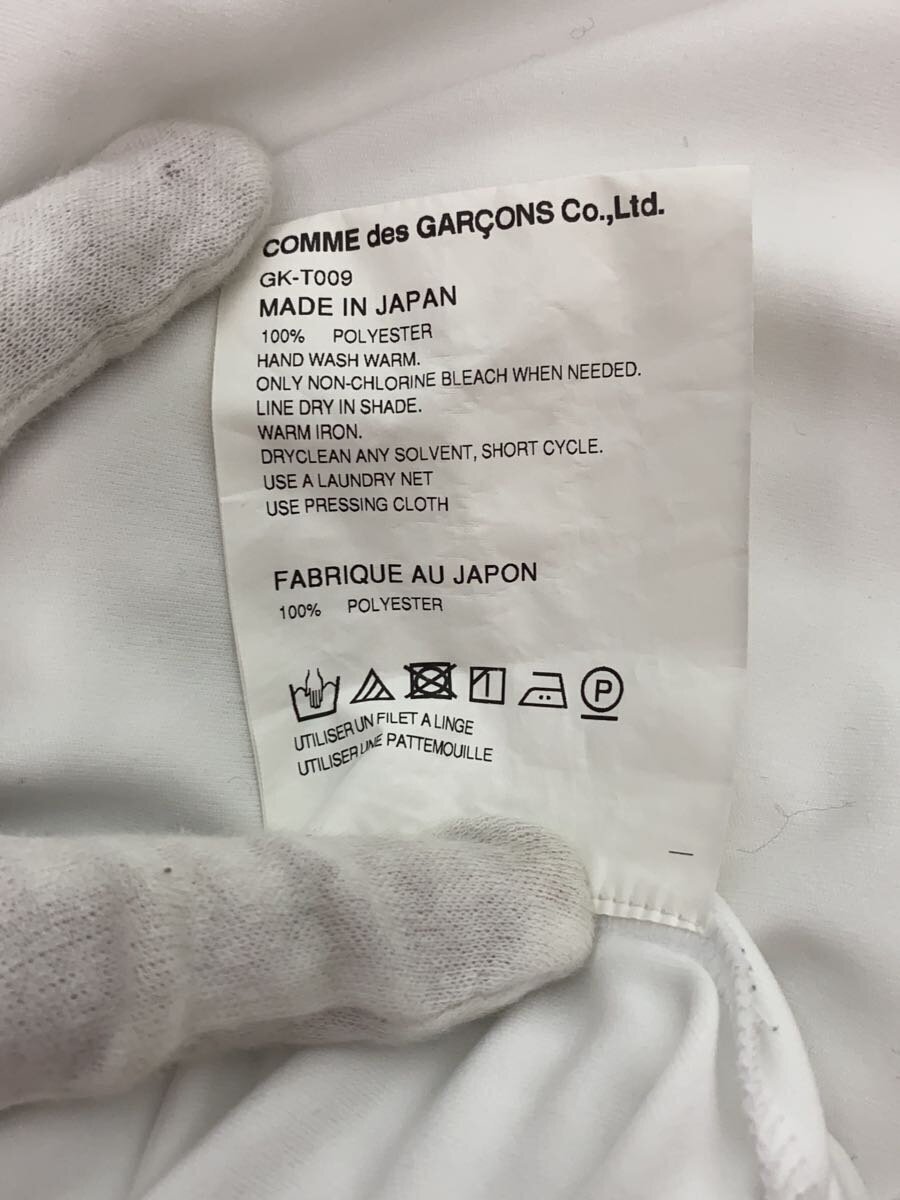 COMME des GARÇONS Co.,Ltd.
GK-T009
MADE IN JAPAN
100% POLYESTER
HAND WASH WARM.
ONLY NON-CHLORINE BLEACH WHEN NEEDED.
LINE DRY IN SHADE.
WARM IRON.
DRYCLEAN ANY SOLVENT, SHORT CYCLE.
USE A LAUNDRY NET
USE PRESSING CLOTH
FABRIQUE AU JAPON
100% POLYESTER
P
UTILISER UN FILET A LINGE
UTILISER UNE PATTEMOUILLE